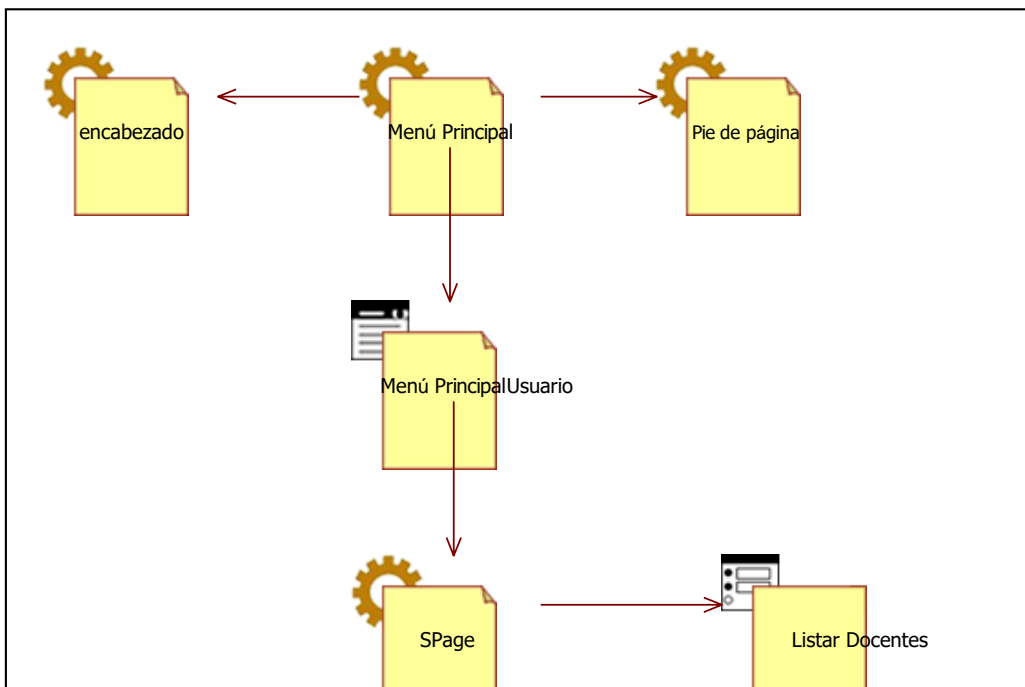 encabezado
Menú Principal
Pie de página
Menú PrincipalUsuario
SPage
Listar Docentes